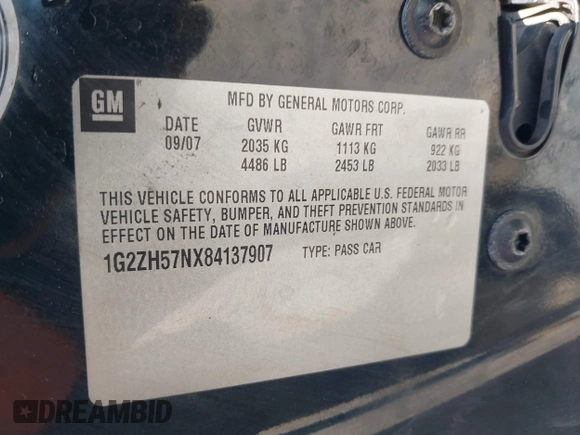 GM
MFD BY GENERAL MOTORS CORP.
DATE GVWR GAWR FRT GAWR RR
09/07 2035 KG 1113 KG 922 KG
4486 LB 2453 LB 2033 LB
THIS VEHICLE CONFORMS TO ALL APPLICABLE U.S. FEDERAL MOTOR
VEHICLE SAFETY, BUMPER, AND THEFT PREVENTION STANDARDS IN
EFFECT ON THE DATE OF MANUFACTURE SHOWN ABOVE.
1G2ZH57NX84137907 TYPE: PASS CAR
DREAMBID